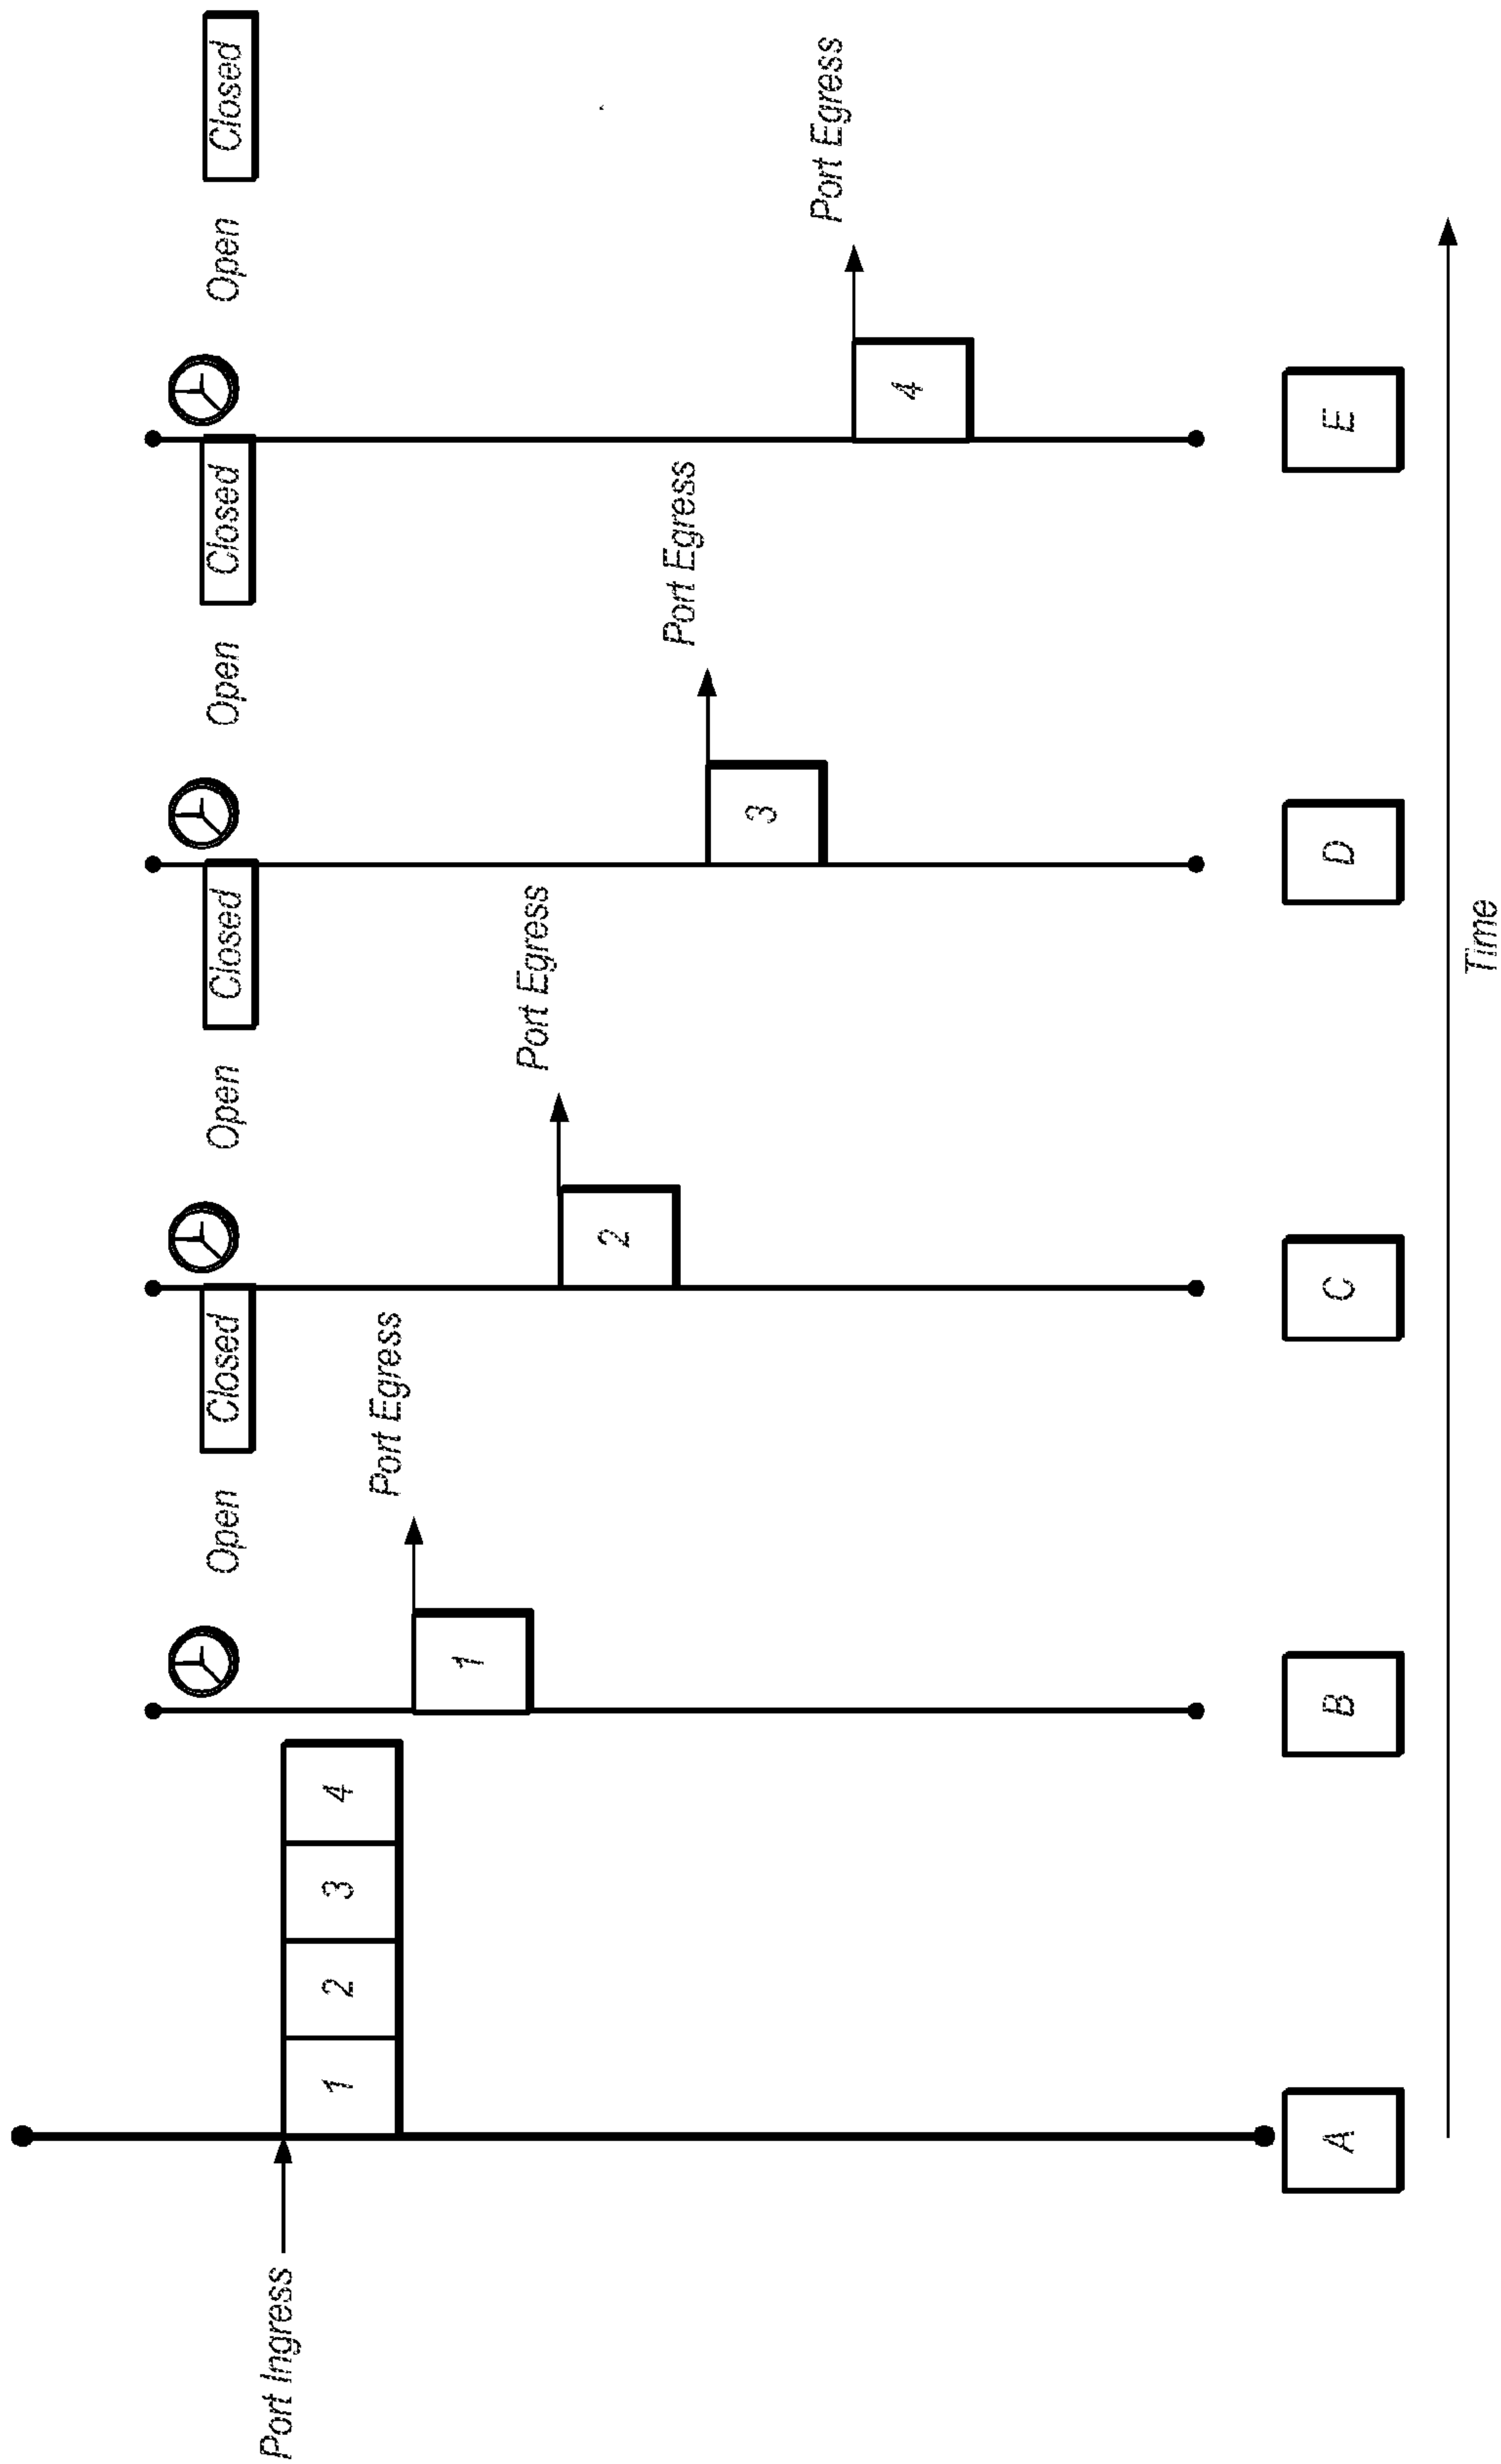 Open Closed Open Closed Open Closed Open Closed
Port Ingress
1 2 3 4
Port Egress
1
Port Egress
2
Port Egress
3
Port Egress
4
A B C D E
Time